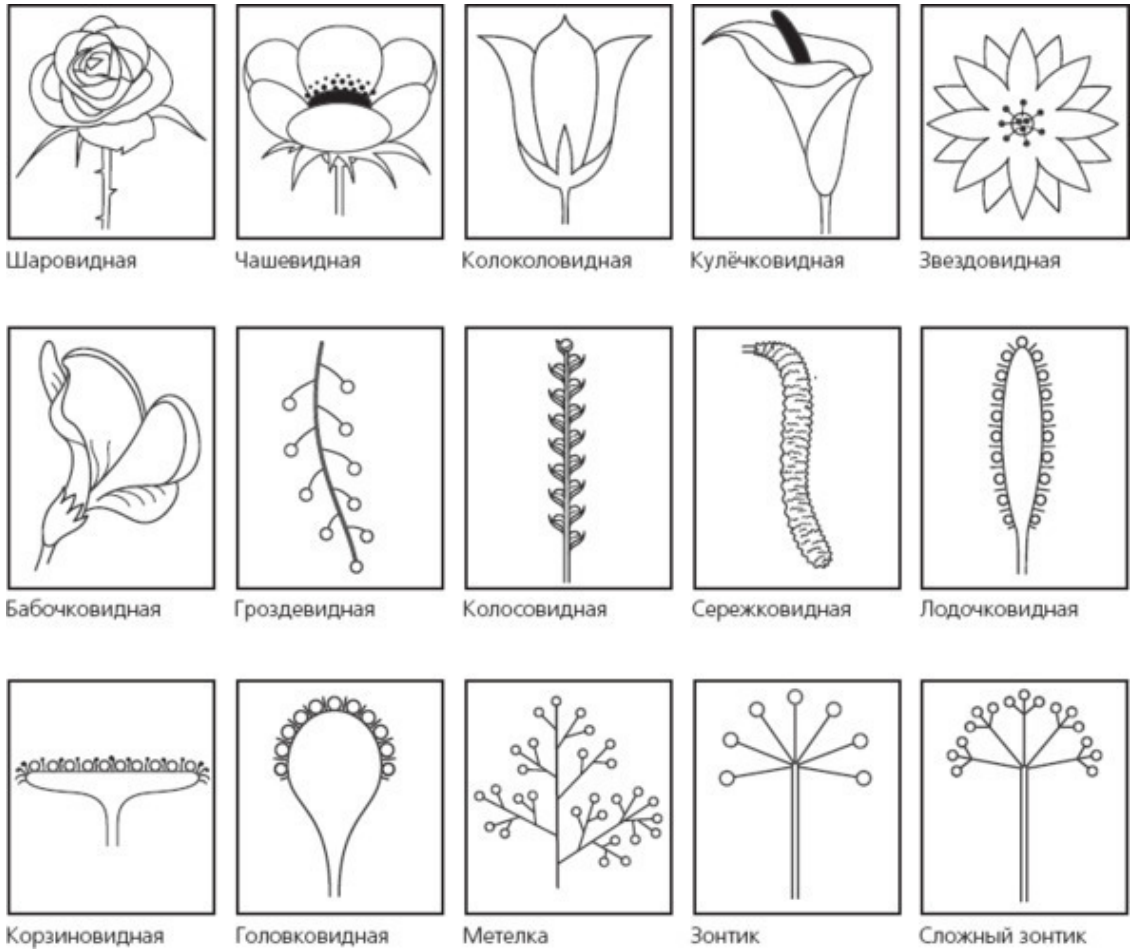 Шаровидная
Чашевидная
Колоколовидная
Кулёчковидная
Звездовидная
Бабочковидная
Гроздевидная
Колосовидная
Сережковидная
Лодочковидная
Корзиновидная
Головковидная
Метелка
Зонтик
Сложный зонтик